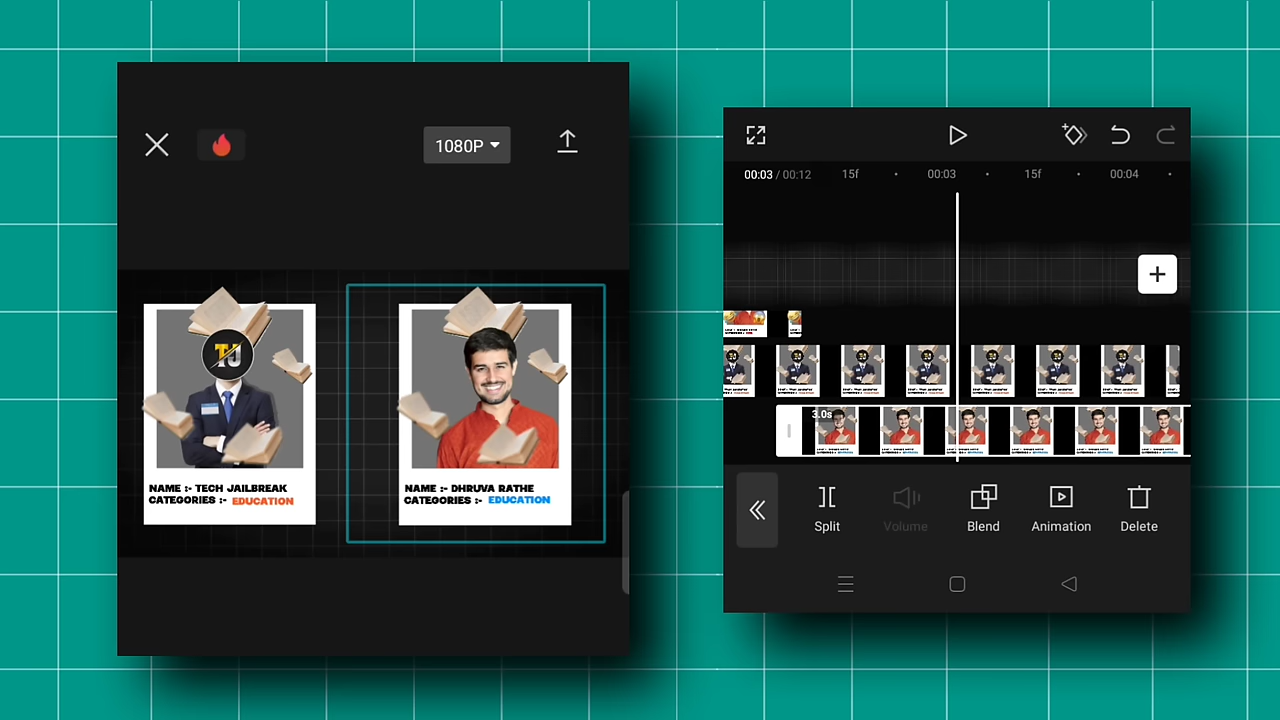 1080P
TU
NAME :- TECH JAILBREAK
CATEGORIES :- EDUCATION
NAME :- DHRUVA RATHE
CATEGORIES :- EDUCATION
00:03 / 00:12 15f 00:03 15f 00:04
3.0s
Split Volume Blend Animation Delete